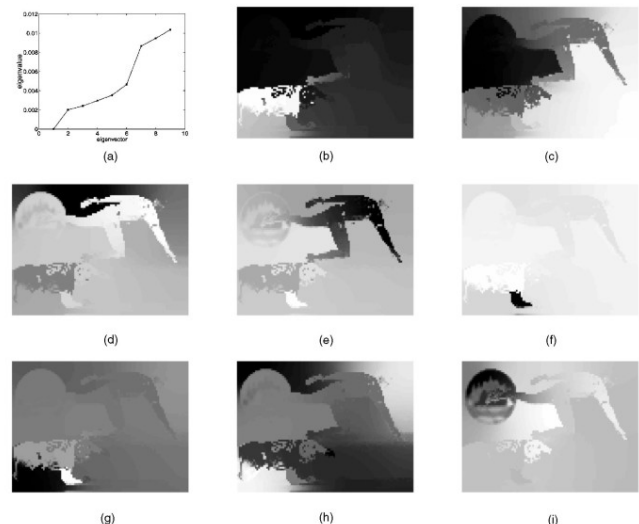 0.012
0.01
0.008
0.006
0.004
0.002
0
0 2 4 6 8 10
eigenvalue
eigenvector
(a)
(b)
(c)
(d)
(e)
(f)
(g)
(h)
(i)